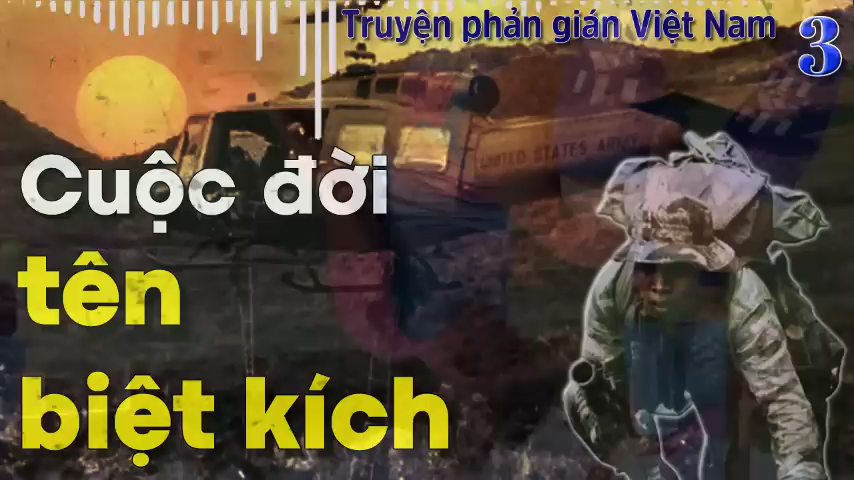 Truyện phản gián Việt Nam 3
UNITED STATES ARMY
Cuộc đời
tên
biệt kích